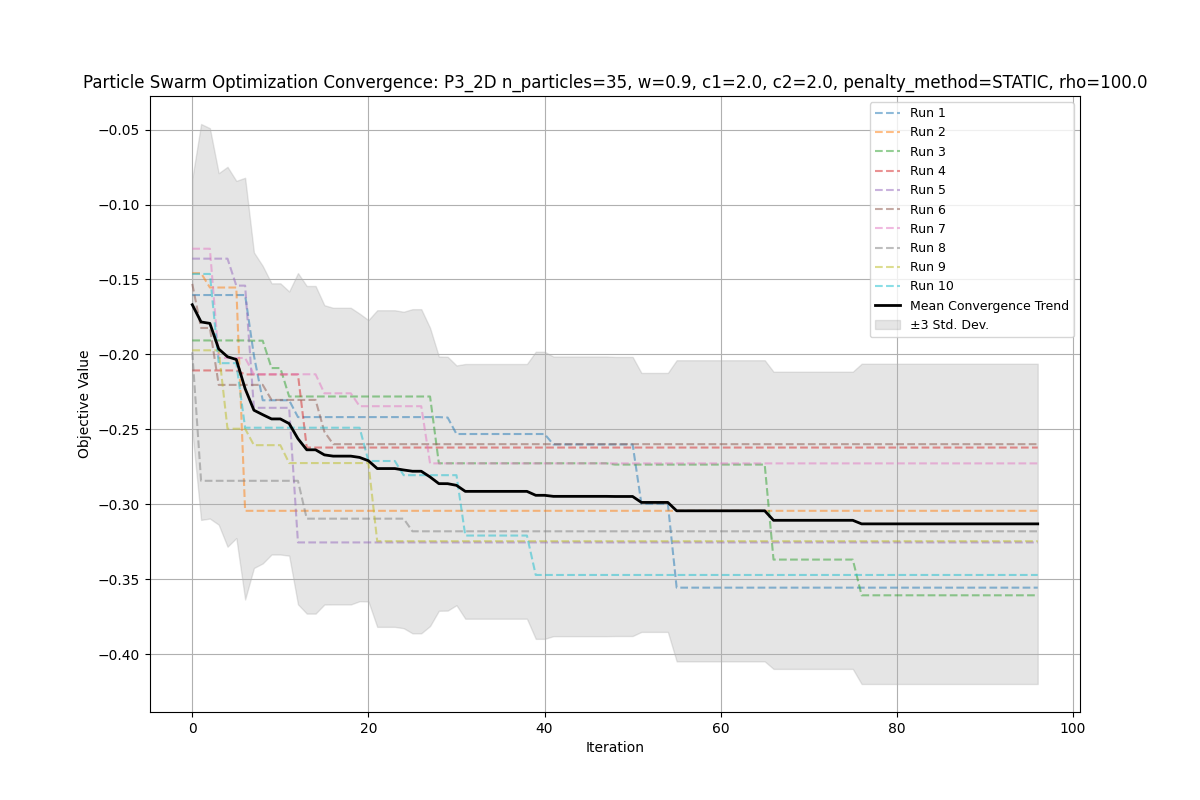 Particle Swarm Optimization Convergence: P3_2D n_particles=35, w=0.9, c1=2.0, c2=2.0, penalty_method=STATIC, rho=100.0
Objective Value
−0.05
−0.10
−0.15
−0.20
−0.25
−0.30
−0.35
−0.40
Run 1
Run 2
Run 3
Run 4
Run 5
Run 6
Run 7
Run 8
Run 9
Run 10
Mean Convergence Trend
±3 Std. Dev.
0 20 40 60 80 100
Iteration